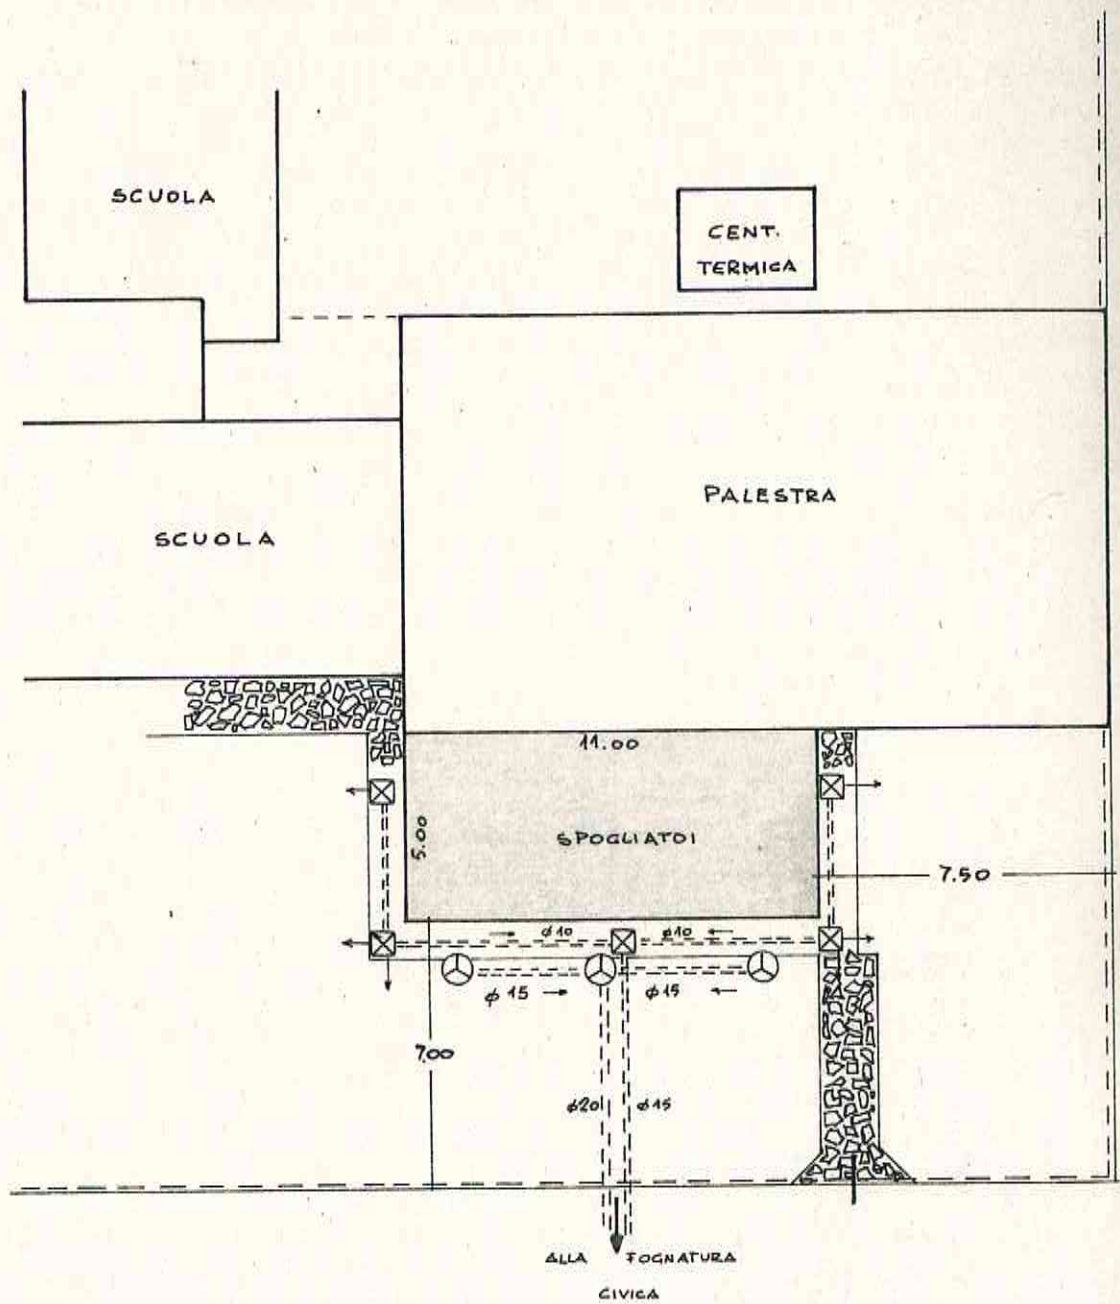 SCUOLA
CENT.
TERMICA
PALESTRA
SCUOLA
11.00
5.00
SPOGLIATOI
7.50
φ10
φ10
φ15
φ15
7.00
φ20
φ15
ALLA FOGNATURA
CIVICA